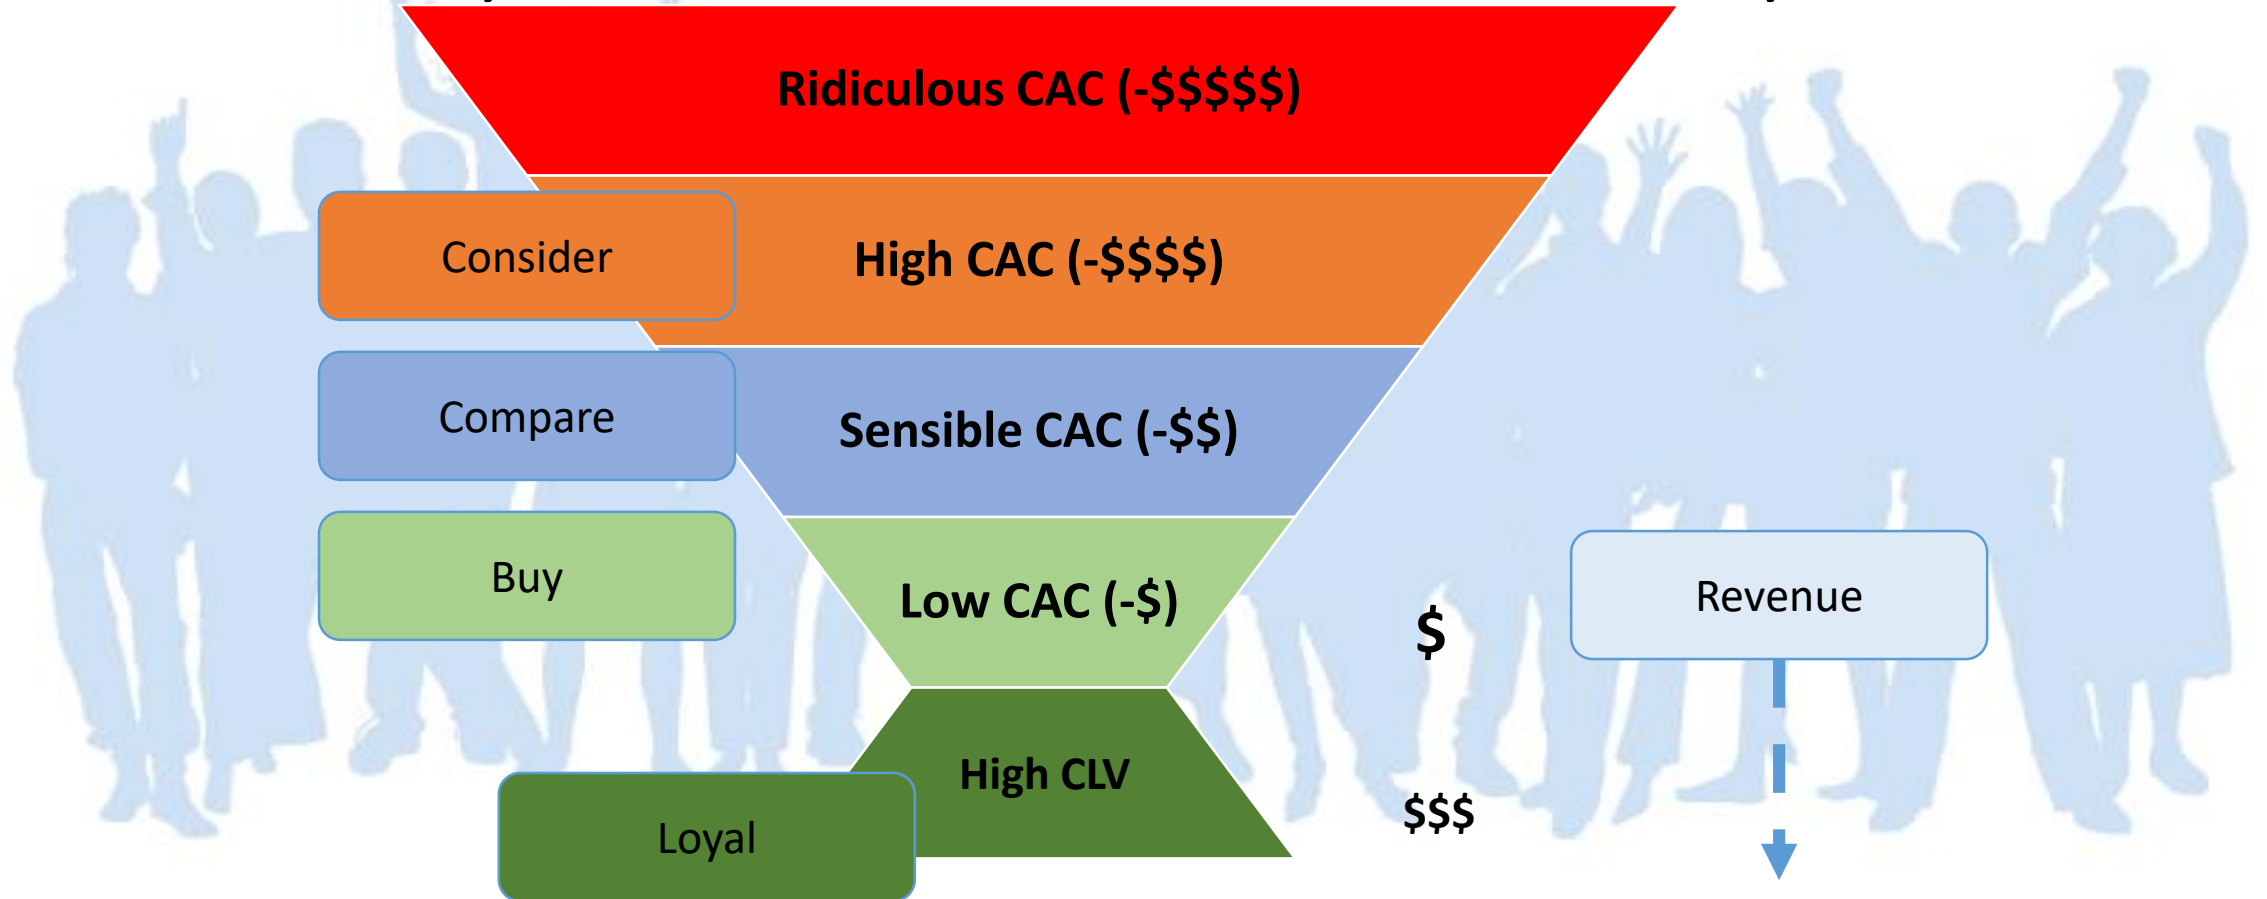 Ridiculous CAC (-$$$$$)
Consider
High CAC (-$$$$)
Compare
Sensible CAC (-$$)
Buy
Low CAC (-$)
$
Revenue
High CLV
$$$
Loyal